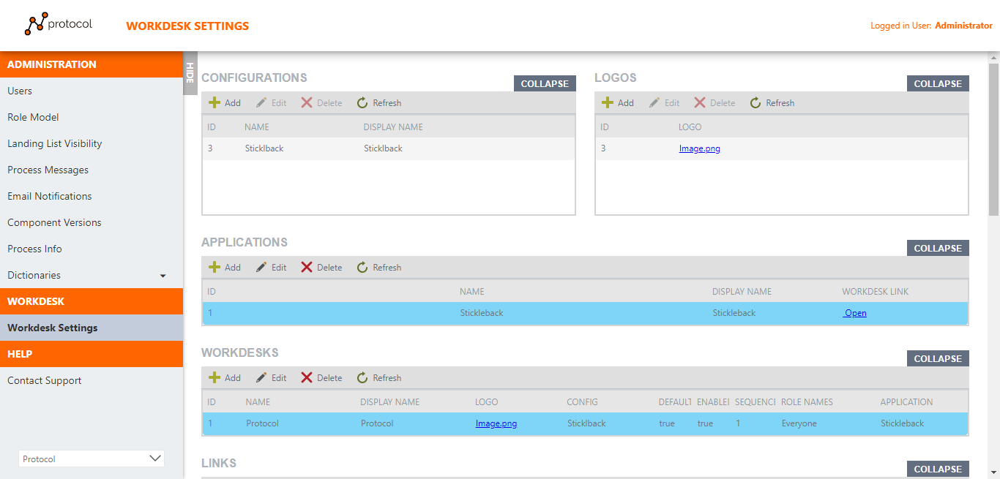 protocol
WORKDESK SETTINGS
Logged in User: Administrator
ADMINISTRATION
Users
Role Model
Landing List Visibility
Process Messages
Email Notifications
Component Versions
Process Info
Dictionaries
WORKDESK
Workdesk Settings
HELP
Contact Support
Protocol
HIDE
CONFIGURATIONS
COLLAPSE
Add Edit Delete Refresh
ID NAME DISPLAY NAME
3 Sticklback Sticklback
LOGOS
COLLAPSE
Add Edit Delete Refresh
ID LOGO
3 Image.png
APPLICATIONS
COLLAPSE
Add Edit Delete Refresh
ID NAME DISPLAY NAME WORKDESK LINK
1 Stickleback Stickleback Open
WORKDESKS
COLLAPSE
Add Edit Delete Refresh
ID NAME DISPLAY NAME LOGO CONFIG DEFAULT ENABLEI SEQUENCI ROLE NAMES APPLICATION
1 Protocol Protocol Image.png Sticklback true true 1 Everyone Stickleback
LINKS
COLLAPSE